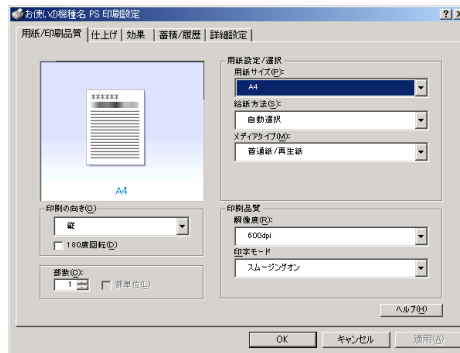 お使いの機種名 PS 印刷設定
用紙/印刷品質 仕上げ 効果 蓄積/履歴 詳細設定
用紙設定/選択
用紙サイズ(P):
A4
給紙方法(S):
自動選択
メディアタイプ(M):
普通紙/再生紙
******
A4
印刷の向き(O)
縦
180度回転(D)
部数(C):
1
部単位(L)
印刷品質
解像度(R):
600dpi
印字モード
スムージングオン
ヘルプ(H)
OK キャンセル 適用(A)